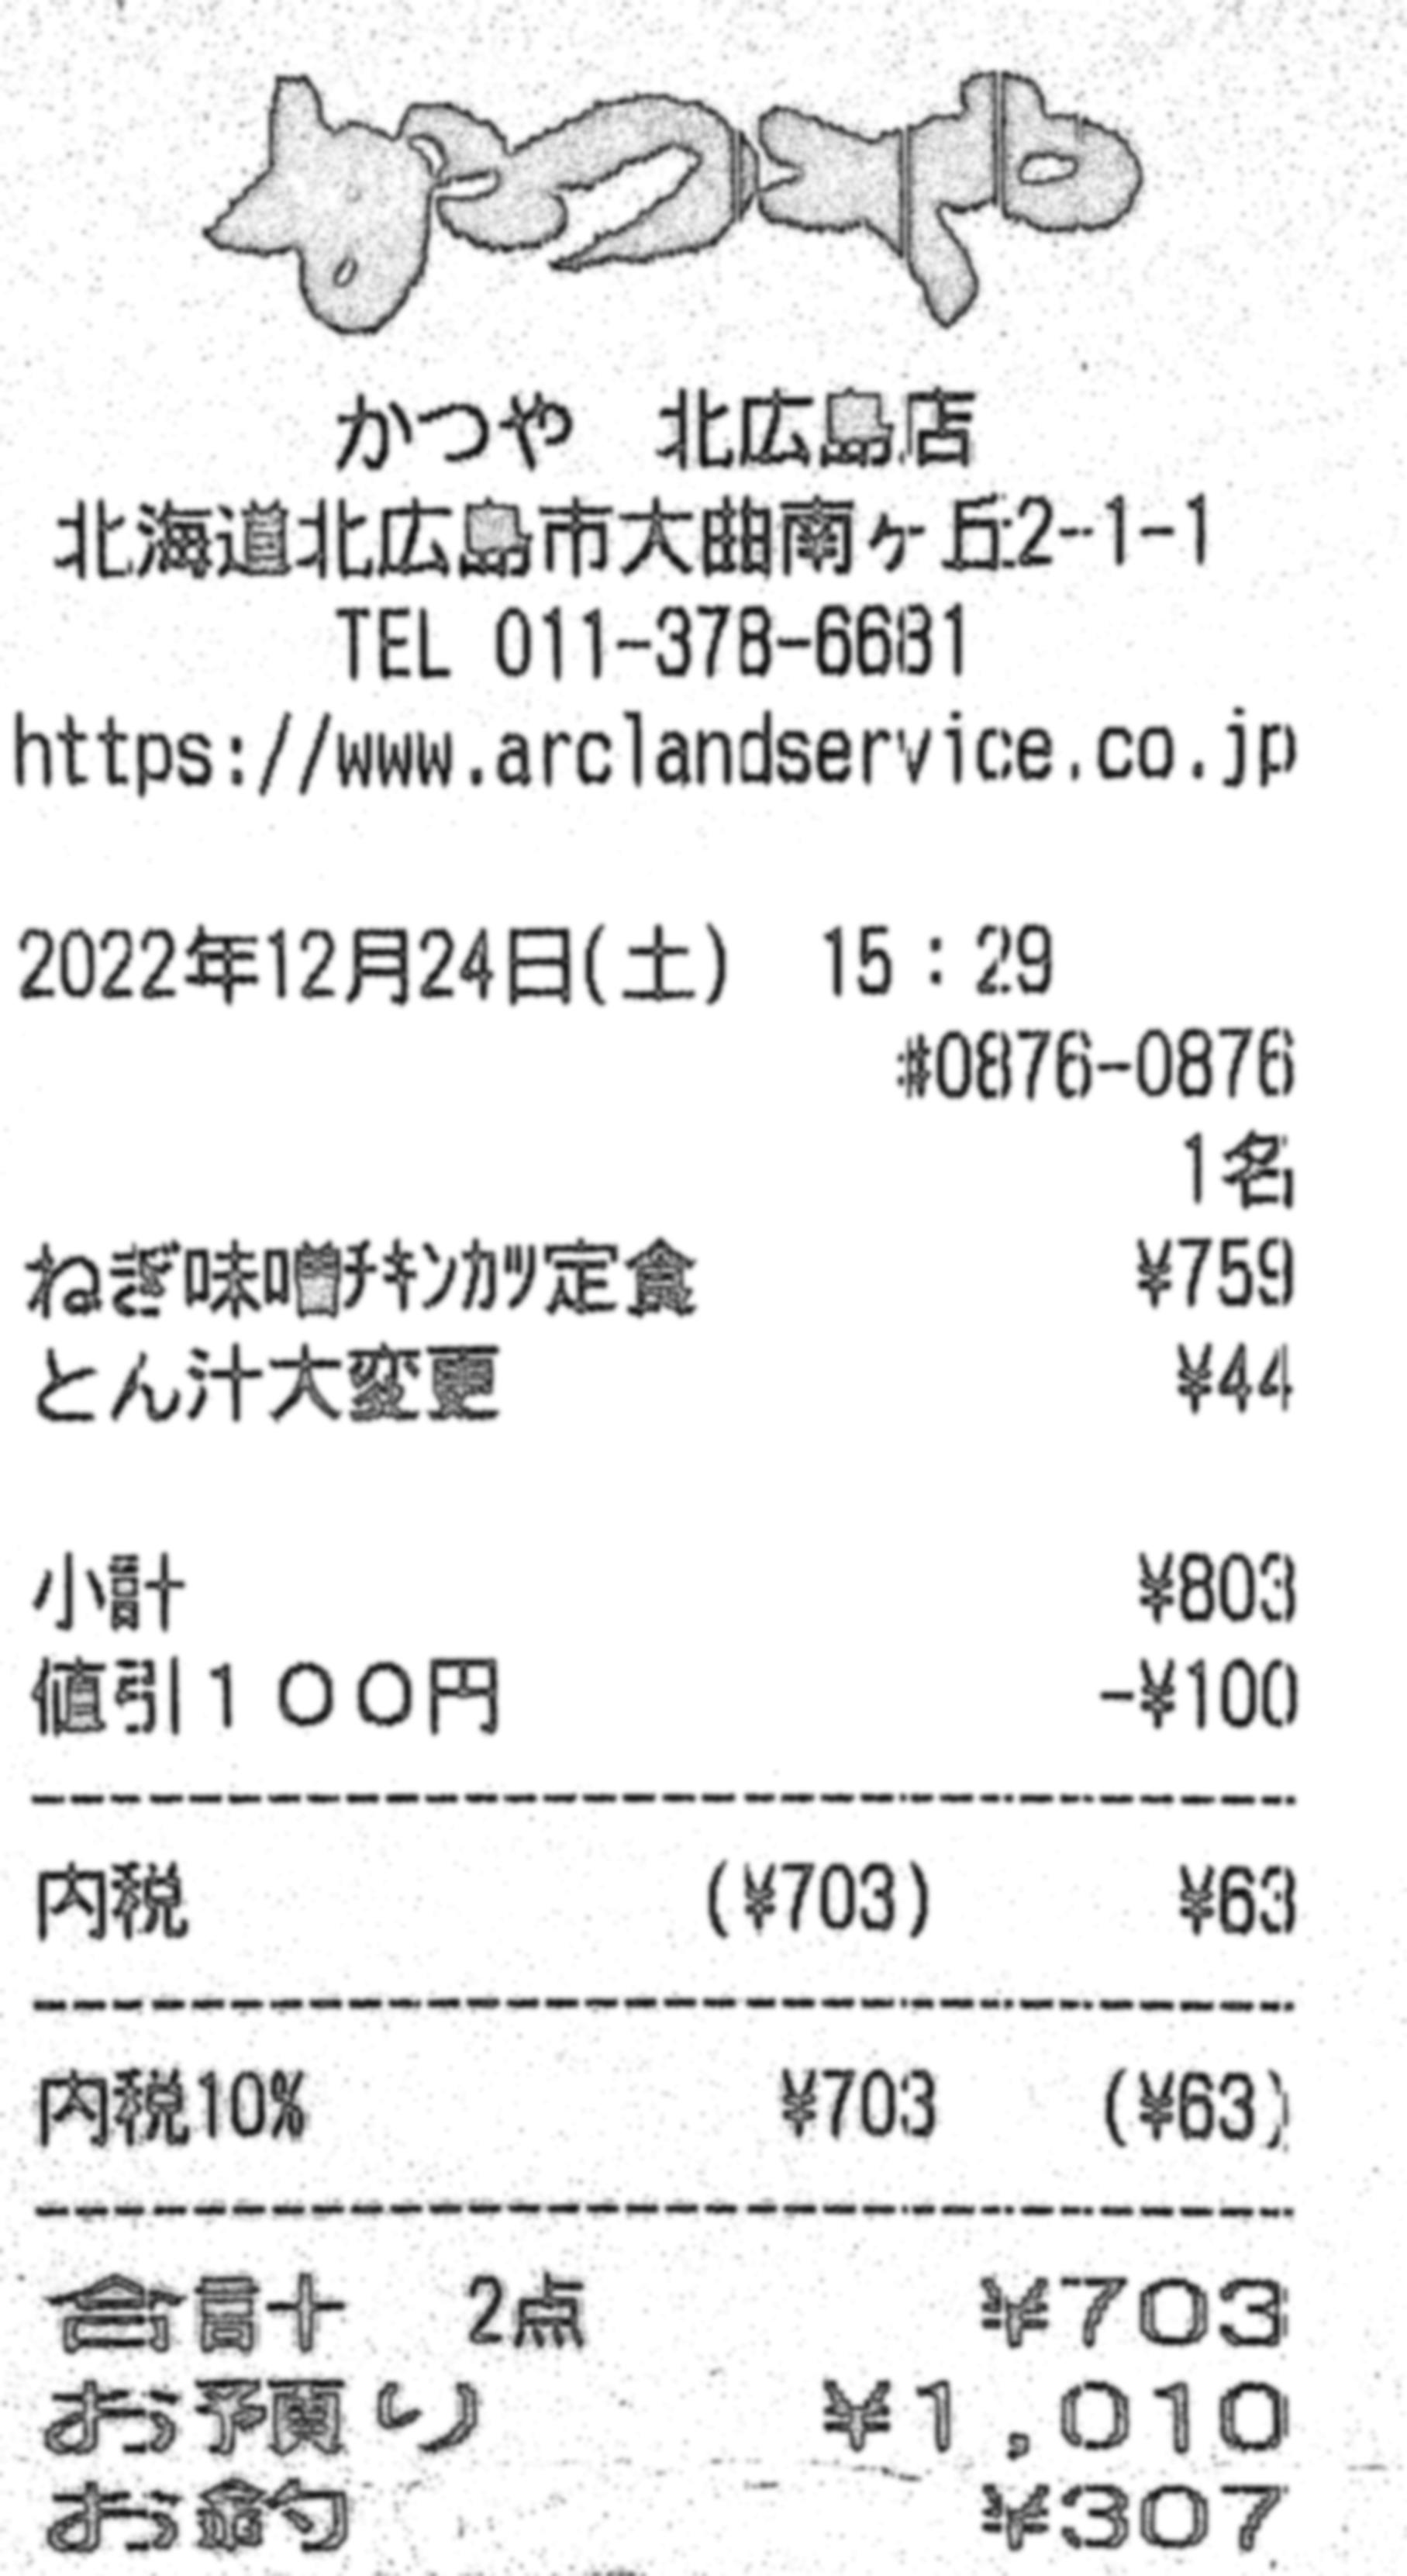 かつや
かつや 北広島店
北海道北広島市大曲南ヶ丘2-1-1
TEL 011-378-6681
https://www.arclandservice.co.jp
2022年12月24日(土) 15:29
#0876-0876
1名
ねぎ味噌ﾁｷﾝｶﾂ定食 ¥759
とん汁大変更 ¥44
小計 ¥803
値引１００円 -¥100
内税 (¥703) ¥63
内税10% ¥703 (¥63)
合計 2点 ¥703
お預り ¥1,010
お釣 ¥307